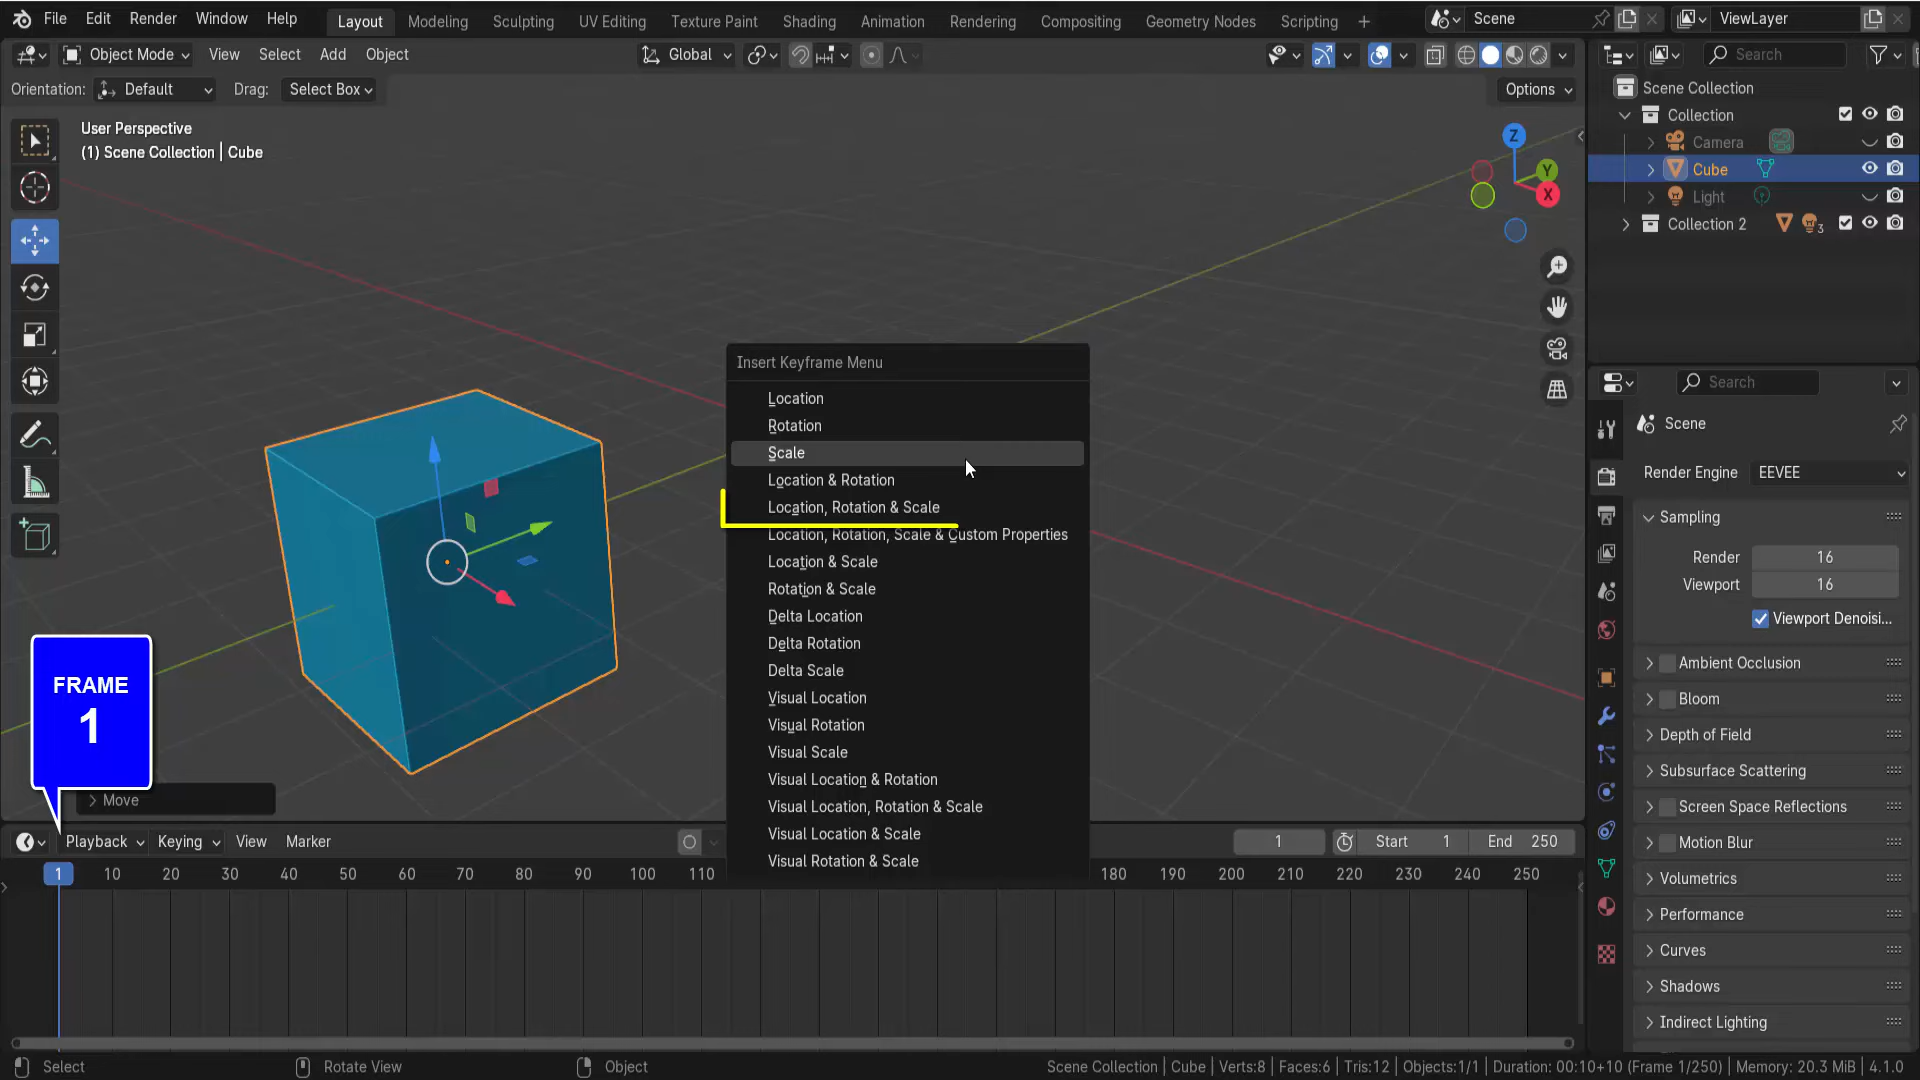 File Edit Render Window Help Layout Modeling Sculpting UV Editing Texture Paint Shading Animation Rendering Compositing Geometry Nodes Scripting + Scene ViewLayer
Object Mode View Select Add Object Global Search
Orientation: Default Drag: Select Box Options
User Perspective
(1) Scene Collection | Cube
Z
Y
X
Scene Collection
Collection
Camera
Cube
Light
Collection 2 3
Insert Keyframe Menu
Location
Rotation
Scale
Location & Rotation
Location, Rotation & Scale
Location, Rotation, Scale & Custom Properties
Location & Scale
Rotation & Scale
Delta Location
Delta Rotation
Delta Scale
Visual Location
Visual Rotation
Visual Scale
Visual Location & Rotation
Visual Location, Rotation & Scale
Visual Location & Scale
Visual Rotation & Scale
FRAME
1
Move
Search
Scene
Render Engine EEVEE
Sampling
Render 16
Viewport 16
Viewport Denoisi...
Ambient Occlusion
Bloom
Depth of Field
Subsurface Scattering
Screen Space Reflections
Motion Blur
Volumetrics
Performance
Curves
Shadows
Indirect Lighting
Playback Keying View Marker 1 Start 1 End 250
1 10 20 30 40 50 60 70 80 90 100 110 180 190 200 210 220 230 240 250
Select Rotate View Object Scene Collection | Cube | Verts:8 | Faces:6 | Tris:12 | Objects:1/1 | Duration: 00:10+10 (Frame 1/250) | Memory: 20.3 MiB | 4.1.0